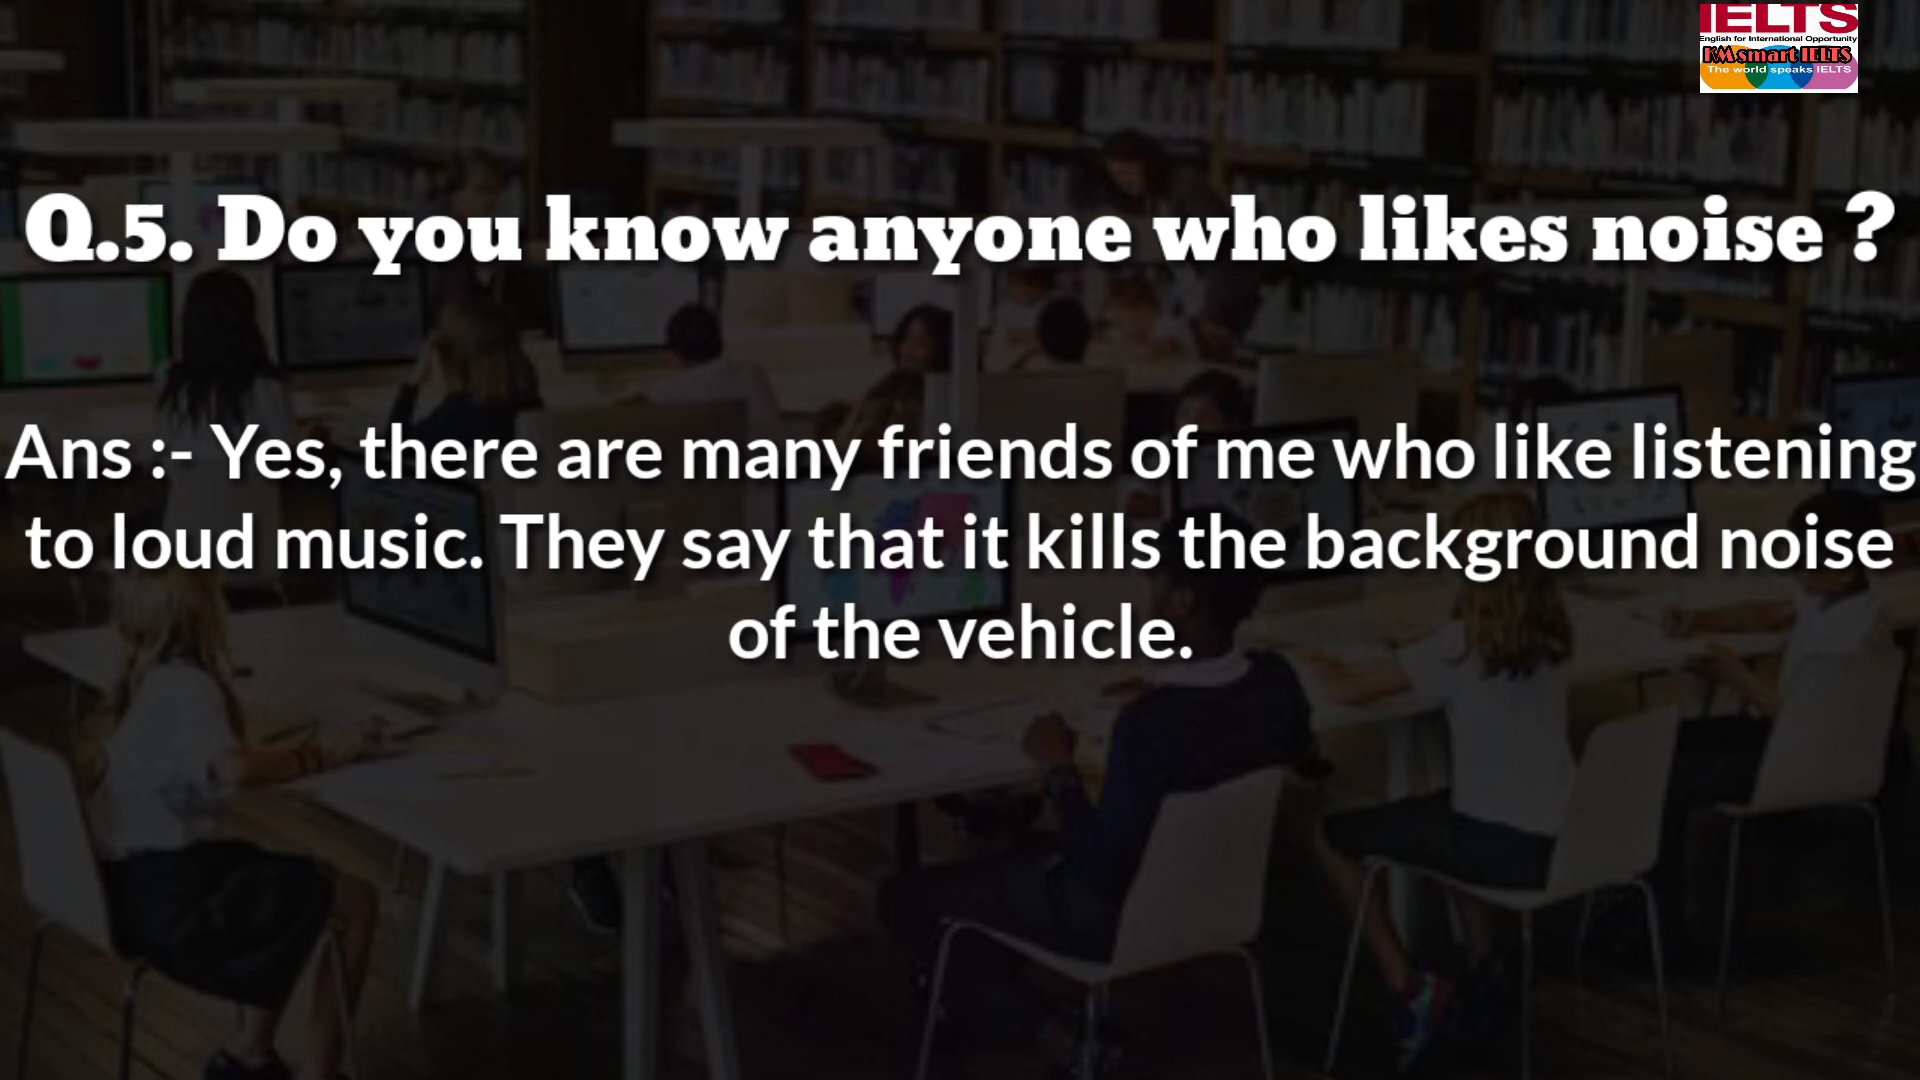 IELTS
English for International Opportunity
KMsmart IELTS
The world speaks IELTS
Q.5. Do you know anyone who likes noise ?
Ans :- Yes, there are many friends of me who like listening
to loud music. They say that it kills the background noise
of the vehicle.